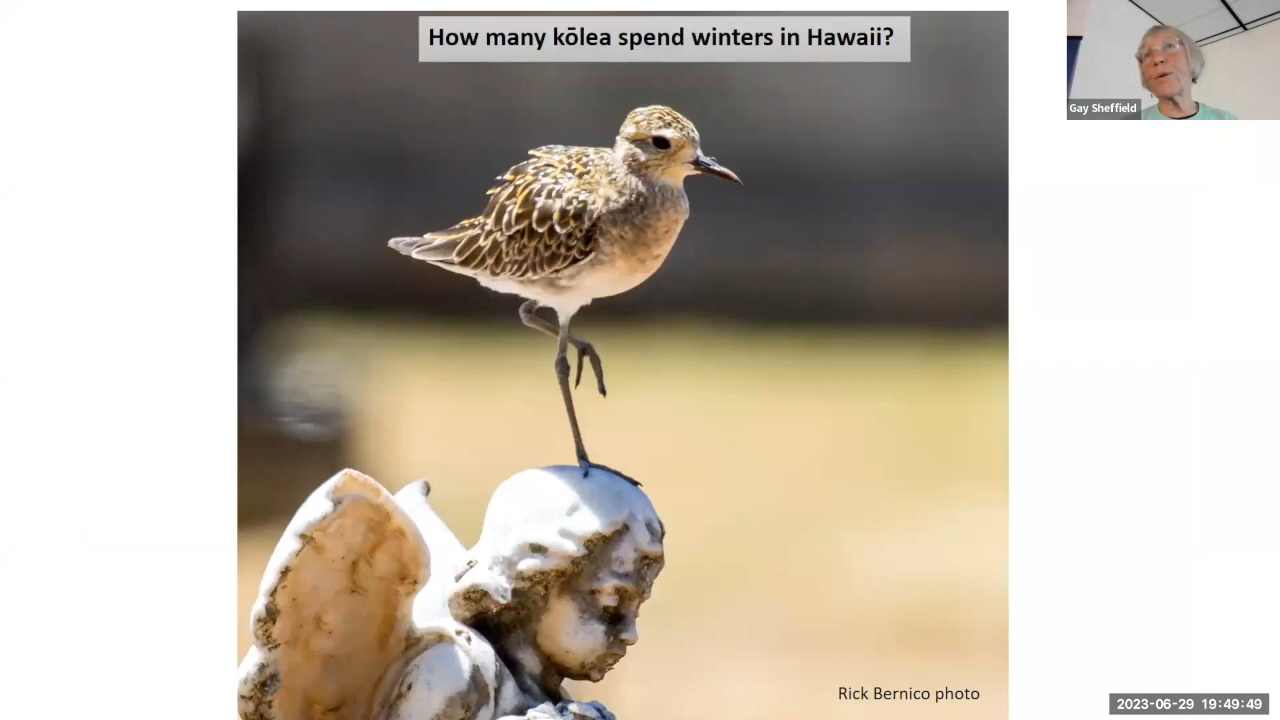 How many kōlea spend winters in Hawaii?
Gay Sheffield
Rick Bernico photo
2023-06-29 19:49:49